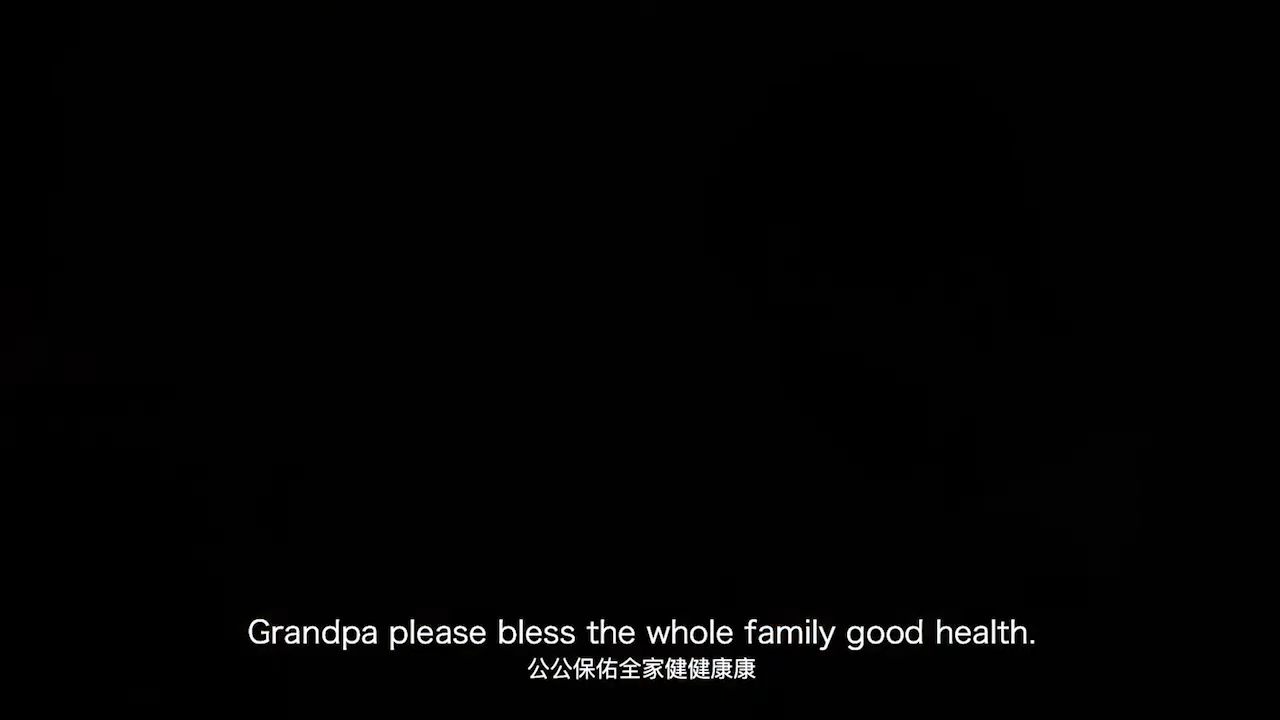 Grandpa please bless the whole family good health.
公公保佑全家健健康康